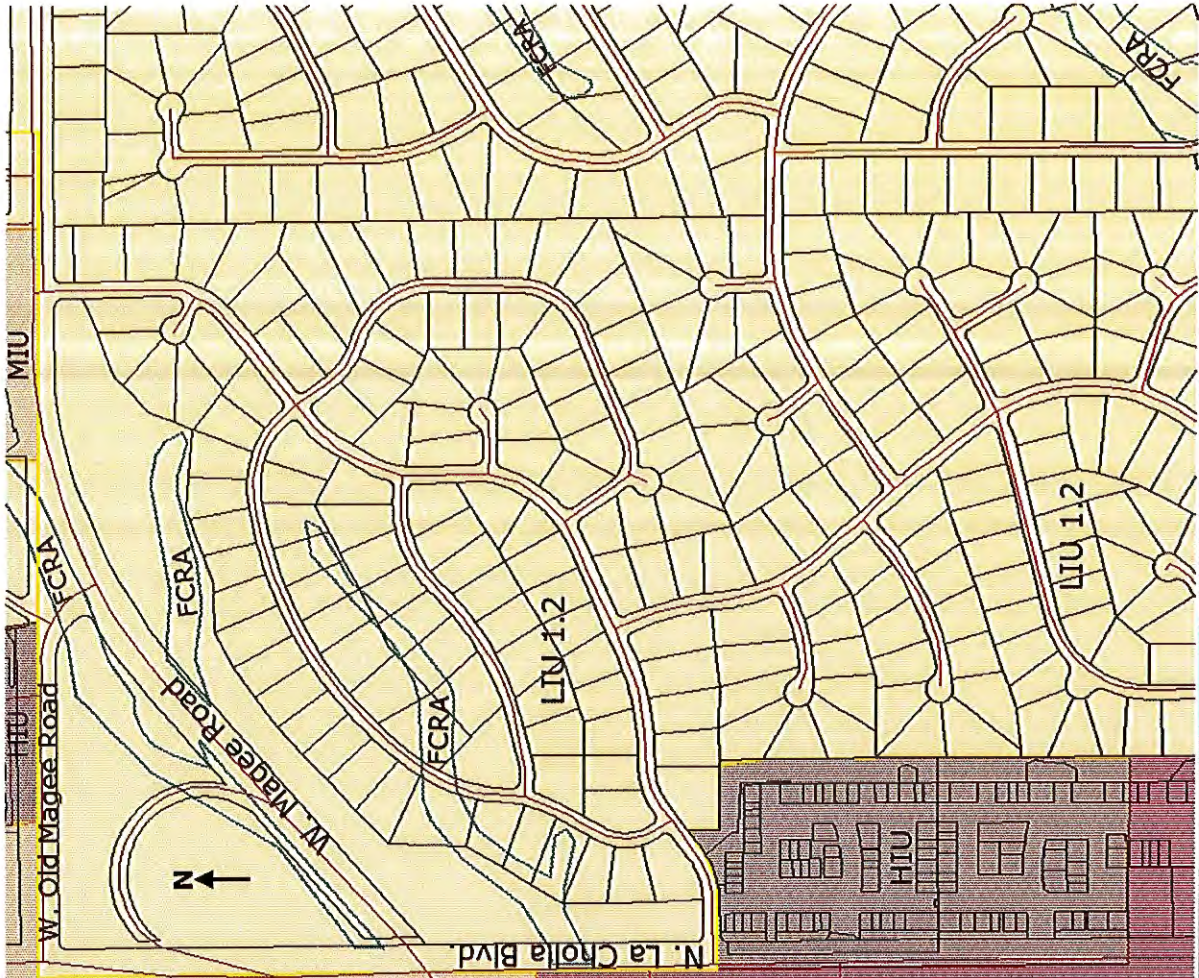 MIU
FCRA
FCRA
FCRA
HIU
W. Old Magee Road
FCRA
W. Magee Road
FCRA
LIU 1.2
LIU 1.2
N
N. La Cholla Blvd.
HIU